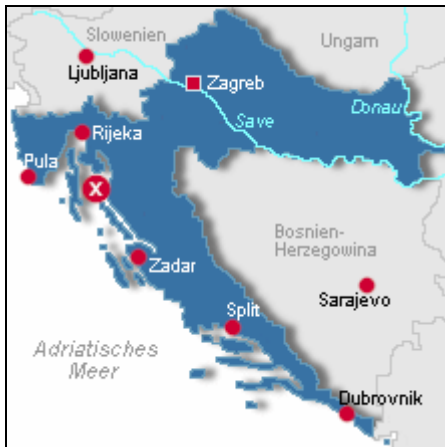 Slowenien
Ungarn
Ljubljana
Zagreb
Donau
Save
Rijeka
Pula
X
Bosnien-
Herzegowina
Zadar
Sarajevo
Split
Adriatisches
Meer
Dubrovnik